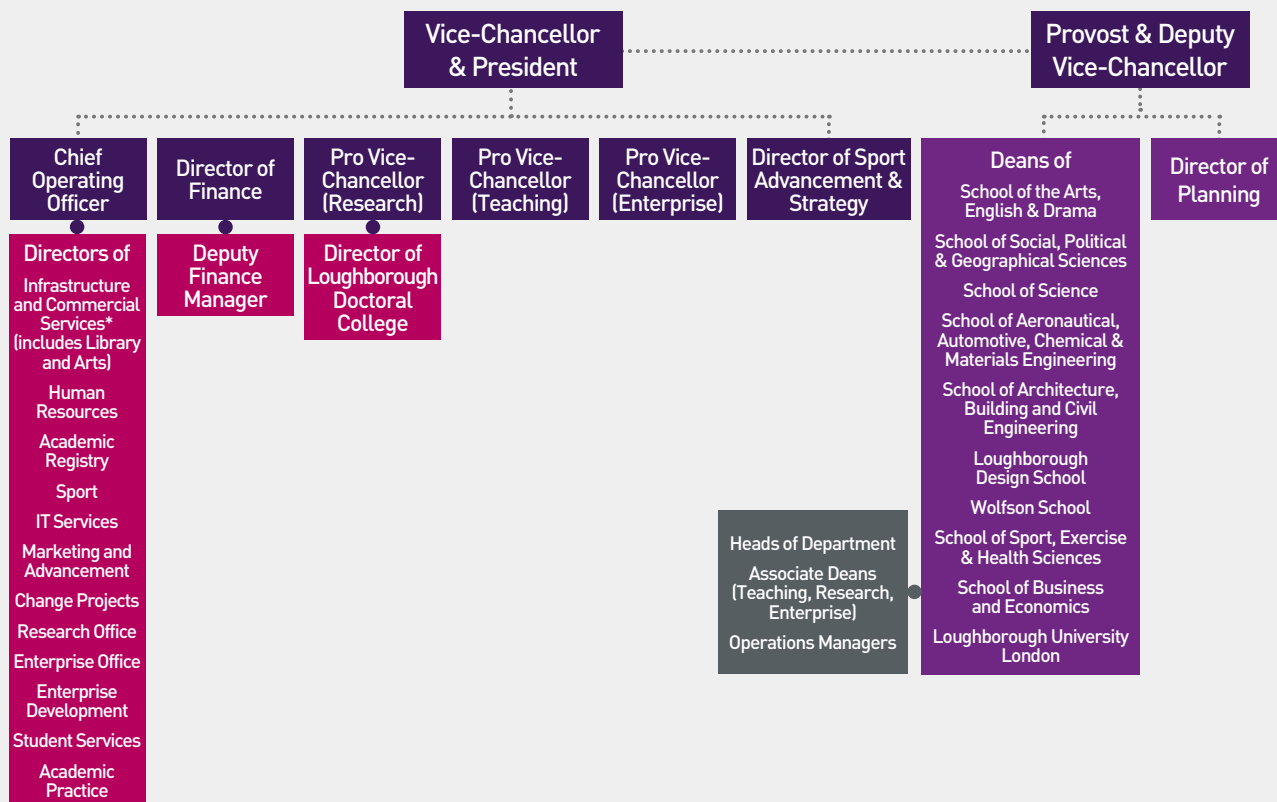 Vice-Chancellor
& President
Provost & Deputy
Vice-Chancellor
Chief
Operating
Officer
Director of
Finance
Pro Vice-
Chancellor
(Research)
Pro Vice-
Chancellor
(Teaching)
Pro Vice-
Chancellor
(Enterprise)
Director of Sport
Advancement &
Strategy
Deans of
School of the Arts,
English & Drama
School of Social, Political
& Geographical Sciences
School of Science
School of Aeronautical,
Automotive, Chemical &
Materials Engineering
School of Architecture,
Building and Civil
Engineering
Loughborough
Design School
Wolfson School
School of Sport, Exercise
& Health Sciences
School of Business
and Economics
Loughborough University
London
Director of
Planning
Directors of
Infrastructure
and Commercial
Services*
(includes Library
and Arts)
Human
Resources
Academic
Registry
Sport
IT Services
Marketing and
Advancement
Change Projects
Research Office
Enterprise Office
Enterprise
Development
Student Services
Academic
Practice
Deputy
Finance
Manager
Director of
Loughborough
Doctoral
College
Heads of Department
Associate Deans
(Teaching, Research,
Enterprise)
Operations Managers